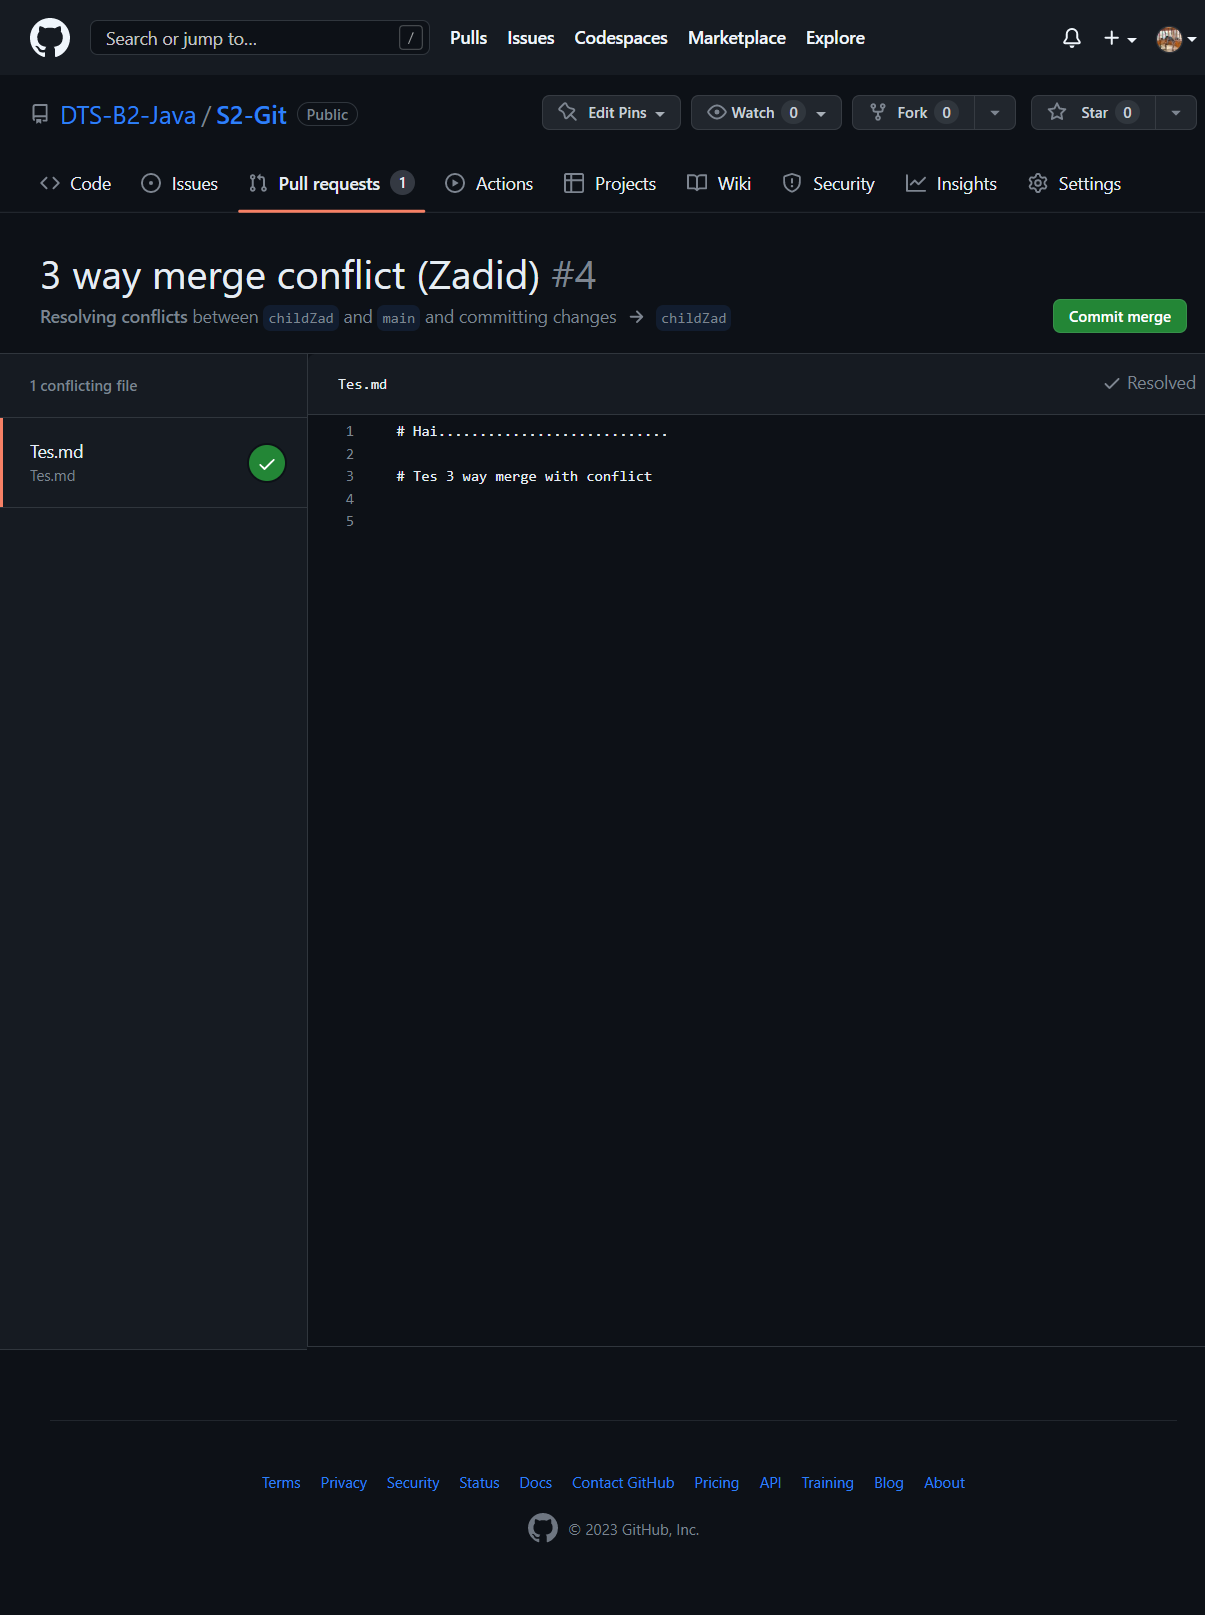 Search or jump to... / Pulls Issues Codespaces Marketplace Explore
DTS-B2-Java / S2-Git Public Edit Pins Watch 0 Fork 0 Star 0
Code Issues Pull requests 1 Actions Projects Wiki Security Insights Settings
3 way merge conflict (Zadid) #4
Resolving conflicts between childZad and main and committing changes → childZad Commit merge
1 conflicting file
Tes.md Resolved
Tes.md
Tes.md
1 # Hai............................
2
3 # Tes 3 way merge with conflict
4
5
Terms Privacy Security Status Docs Contact GitHub Pricing API Training Blog About
© 2023 GitHub, Inc.